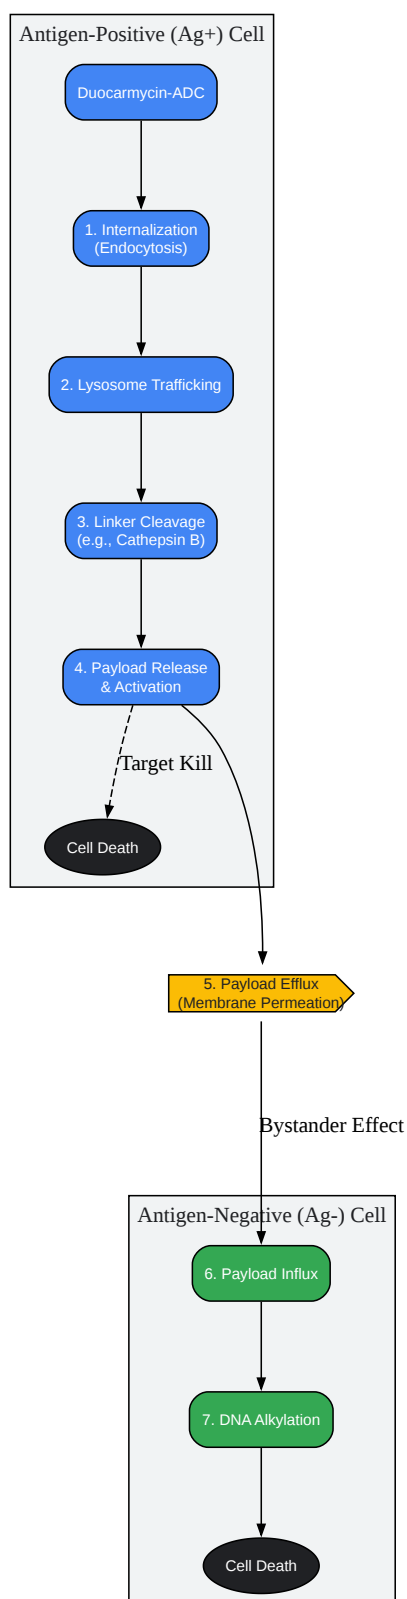 Antigen-Positive (Ag+) Cell
Duocarmycin-ADC
1. Internalization
(Endocytosis)
2. Lysosome Trafficking
3. Linker Cleavage
(e.g., Cathepsin B)
4. Payload Release
& Activation
Target Kill
Cell Death
5. Payload Efflux
(Membrane Permeation)
Bystander Effect
Antigen-Negative (Ag-) Cell
6. Payload Influx
7. DNA Alkylation
Cell Death